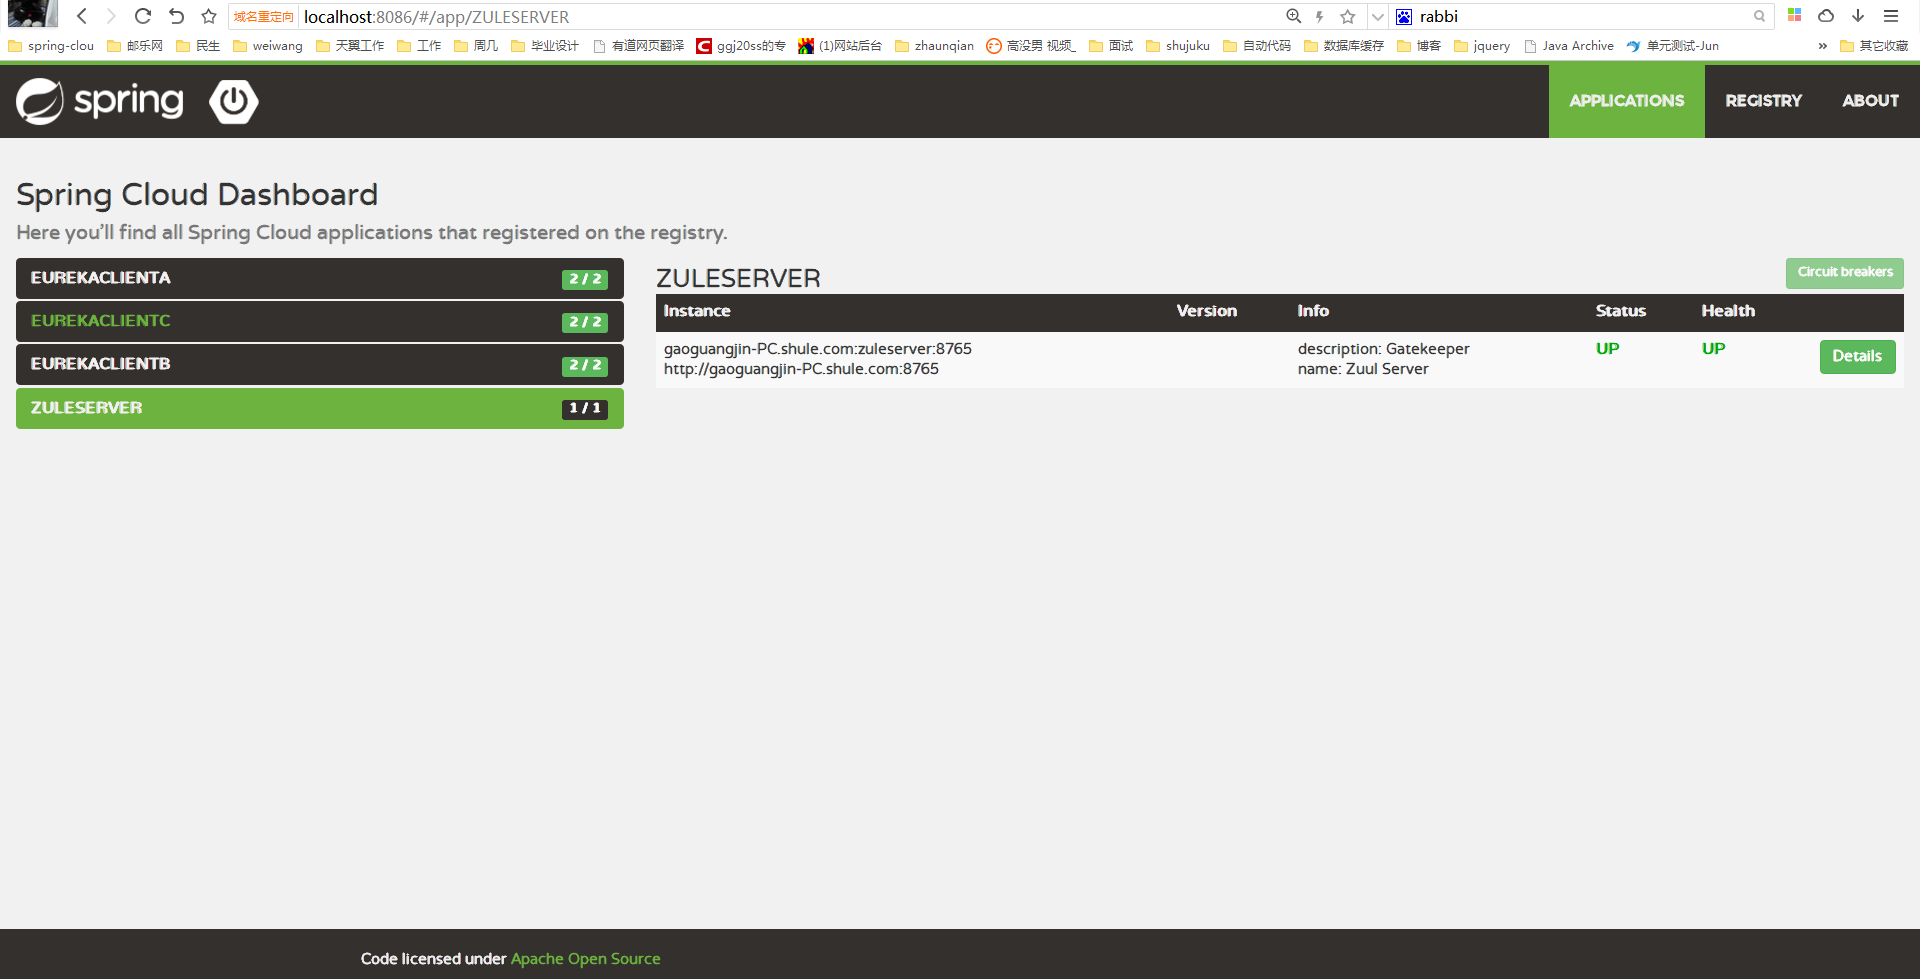 域名重定向 localhost:8086/#/app/ZULESERVER rabbi
spring-clou 邮乐网 民生 weiwang 天翼工作 工作 周几 毕业设计 有道网页翻译 ggj20ss的专 (1)网站后台 zhaunqian 高没男 视频_ 面试 shujuku 自动代码 数据库缓存 博客 jquery Java Archive 单元测试-Jun » 其它收藏
spring APPLICATIONS REGISTRY ABOUT
Spring Cloud Dashboard
Here you'll find all Spring Cloud applications that registered on the registry.
EUREKACLIENTA 2 / 2
EUREKACLIENTC 2 / 2
EUREKACLIENTB 2 / 2
ZULESERVER 1 / 1
ZULESERVER Circuit breakers
Instance Version Info Status Health
gaoguangjin-PC.shule.com:zuleserver:8765 description: Gatekeeper UP UP Details
http://gaoguangjin-PC.shule.com:8765 name: Zuul Server
Code licensed under Apache Open Source